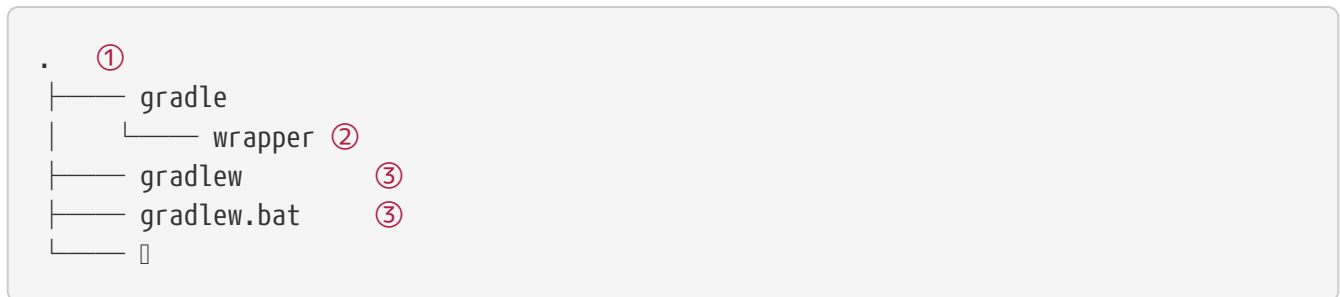 . ①
├── gradle
│   └── wrapper ②
├── gradlew ③
├── gradlew.bat ③
└──